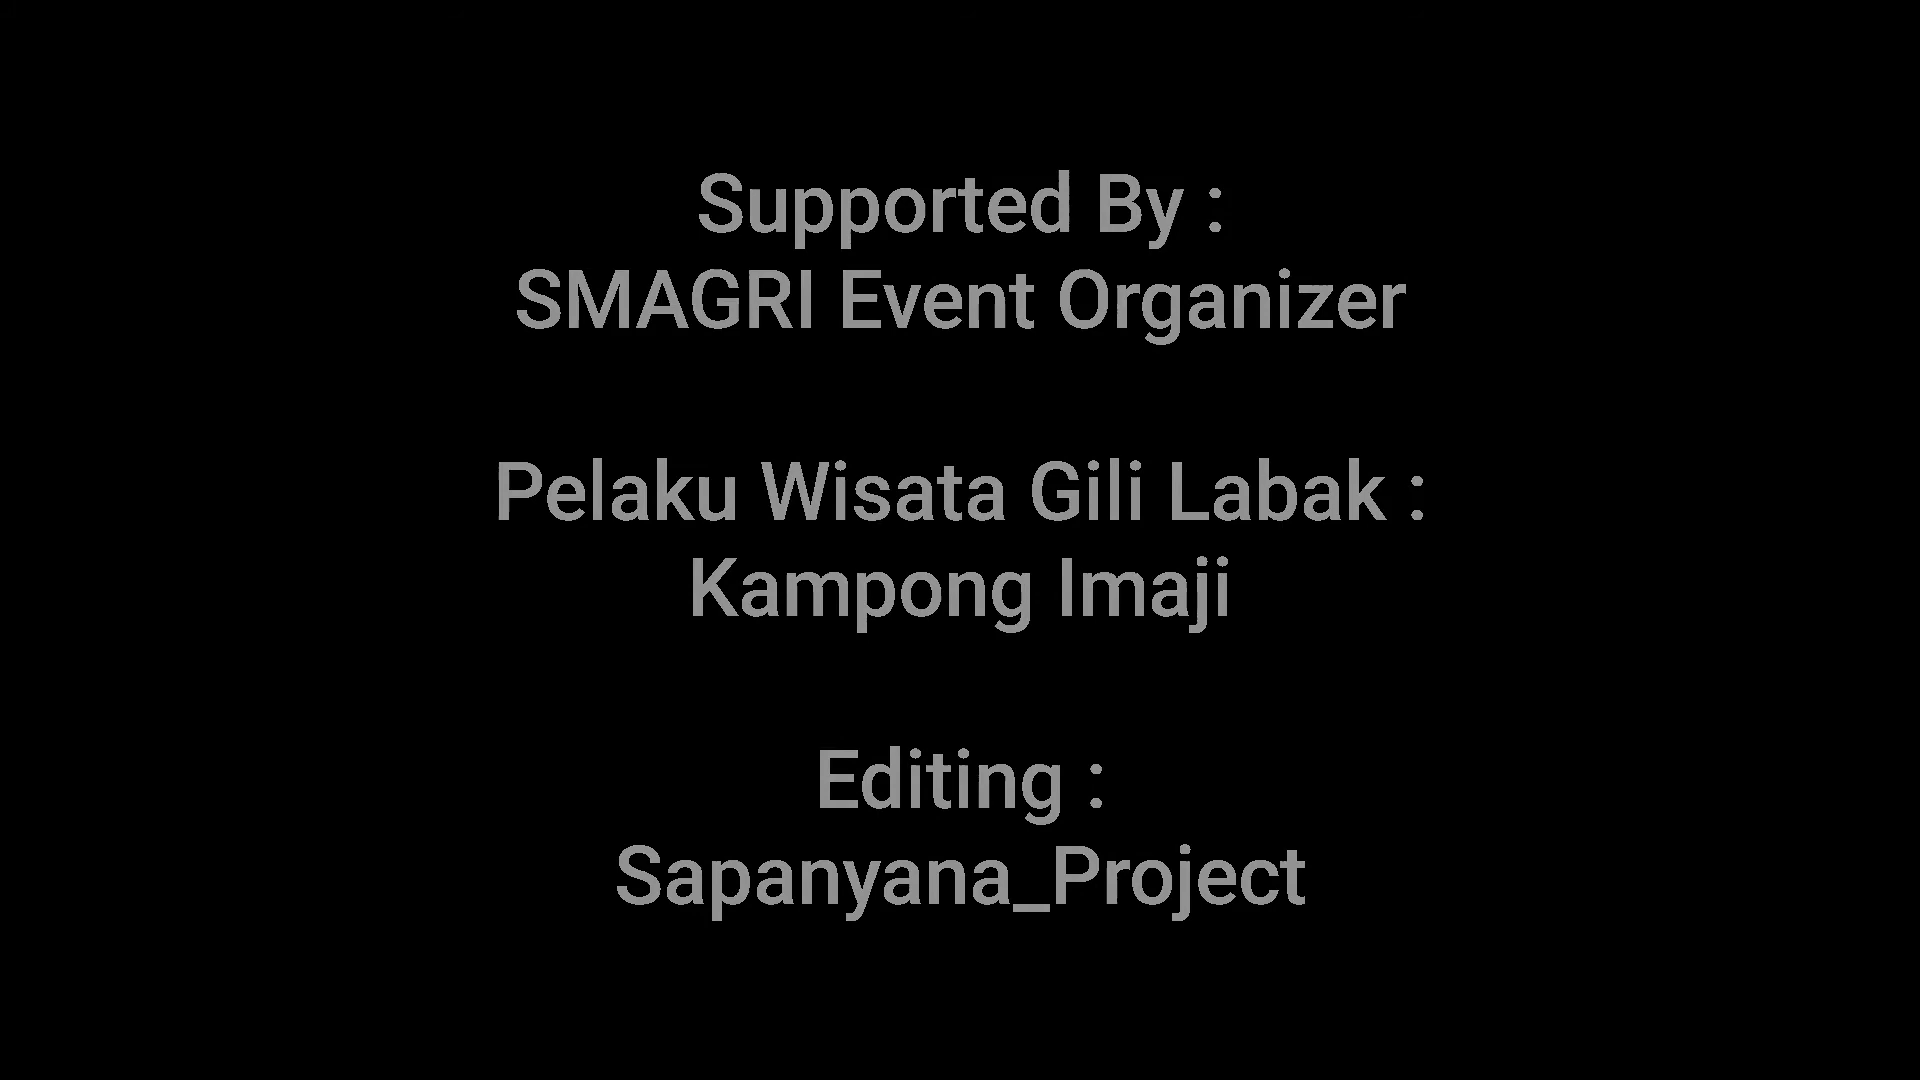 Supported By :
SMAGRI Event Organizer
Pelaku Wisata Gili Labak :
Kampong Imaji
Editing :
Sapanyana_Project